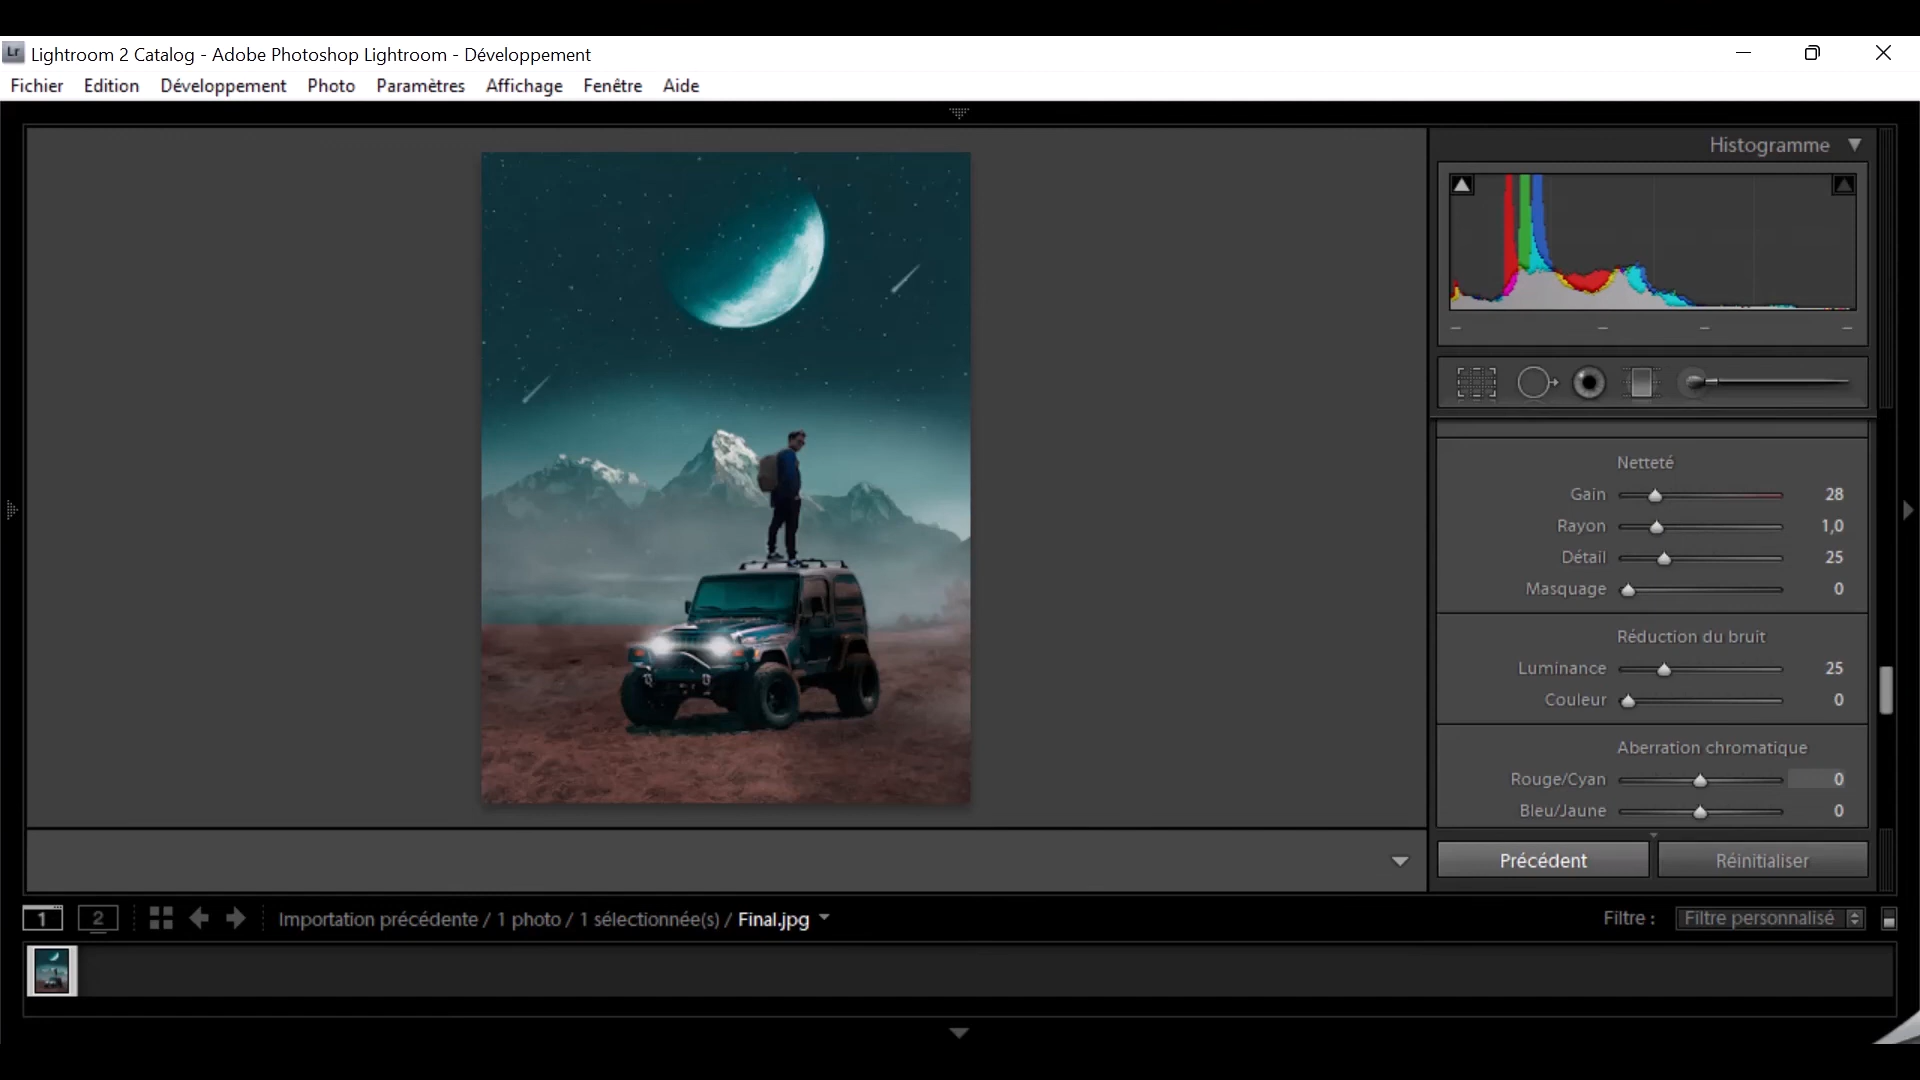 Lr Lightroom 2 Catalog - Adobe Photoshop Lightroom - Développement
Fichier Edition Développement Photo Paramètres Affichage Fenêtre Aide
Histogramme
Netteté
Gain 28
Rayon 1,0
Détail 25
Masquage 0
Réduction du bruit
Luminance 25
Couleur 0
Aberration chromatique
Rouge/Cyan 0
Bleu/Jaune 0
Précédent Réinitialiser
1 2 Importation précédente / 1 photo / 1 sélectionnée(s) / Final.jpg Filtre : Filtre personnalisé